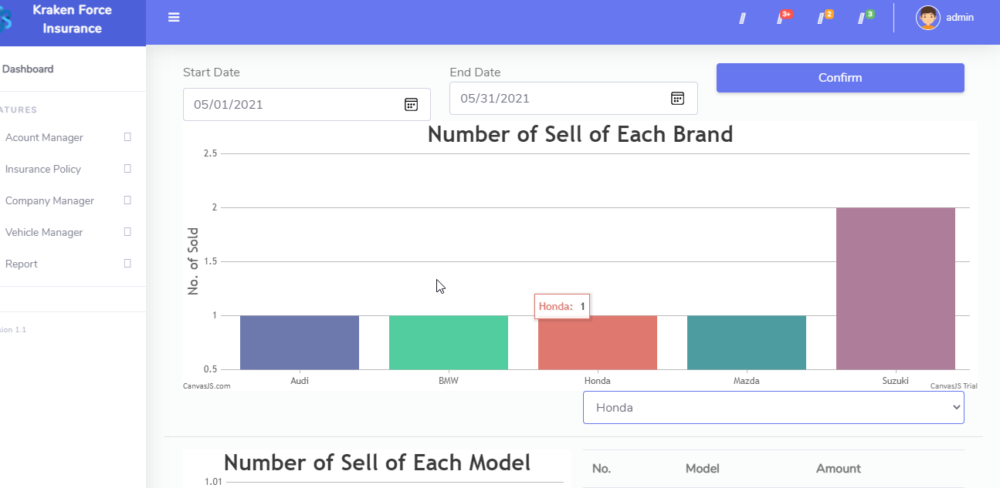 Kraken Force
Insurance
3+
2
3
admin
Dashboard
ATURES
Acount Manager
Insurance Policy
Company Manager
Vehicle Manager
Report
sion 1.1
Start Date
End Date
Confirm
05/01/2021
05/31/2021
Number of Sell of Each Brand
No. of Sold
2.5
2
1.5
1
0.5
Honda: 1
Audi
BMW
Honda
Mazda
Suzuki
CanvasJS.com
CanvasJS Trial
Honda
Number of Sell of Each Model
1.01
No. Model Amount